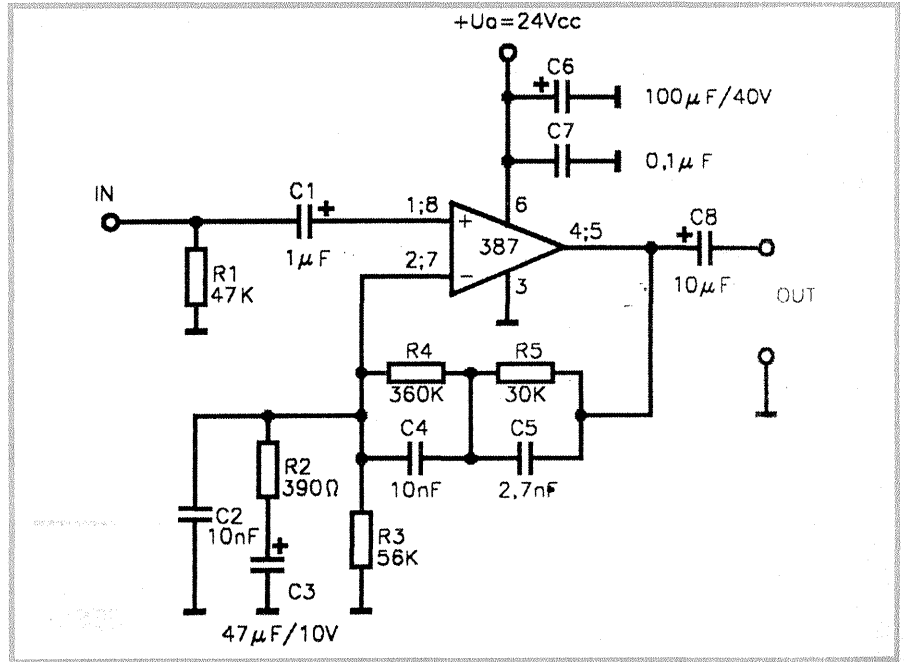 +Ua=24Vcc
C6
+
100μF/40V
C7
0,1μF
IN
C1
+
1μF
1;8
6
+
387
4;5
C8
+
10μF
2;7
−
3
OUT
R1
47K
R4
360K
R5
30K
C4
10nF
C5
2,7nF
R2
390Ω
C2
10nF
+
C3
47μF/10V
R3
56K